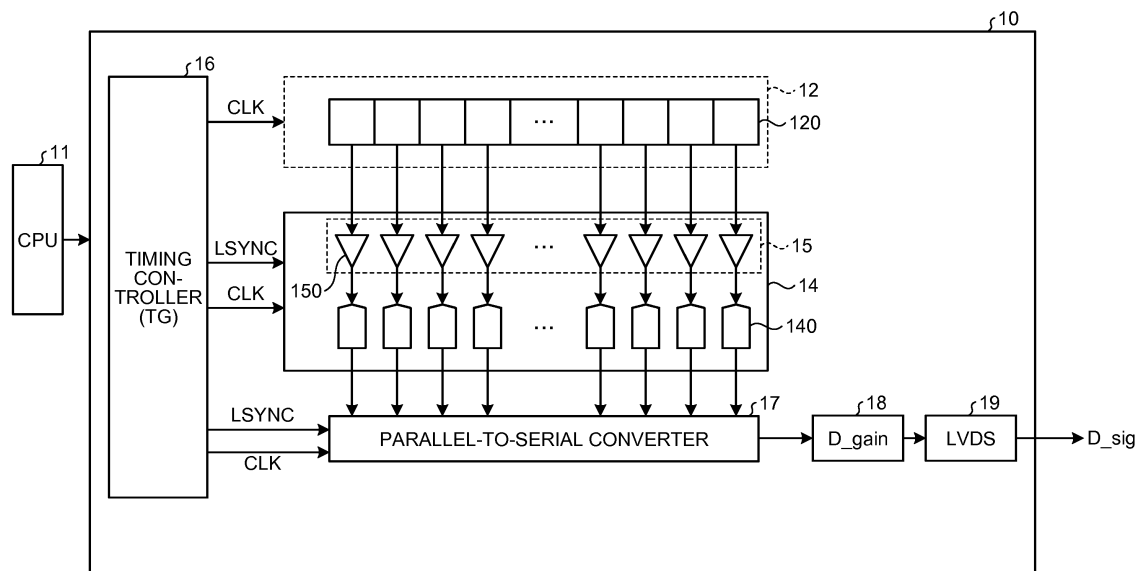 10
16
12
CLK
...
120
11
CPU
TIMING
CON-
TROLLER
(TG)
LSYNC
...
15
150
14
CLK
...
140
17
18
19
LSYNC
PARALLEL-TO-SERIAL CONVERTER
D_gain
LVDS
D_sig
CLK